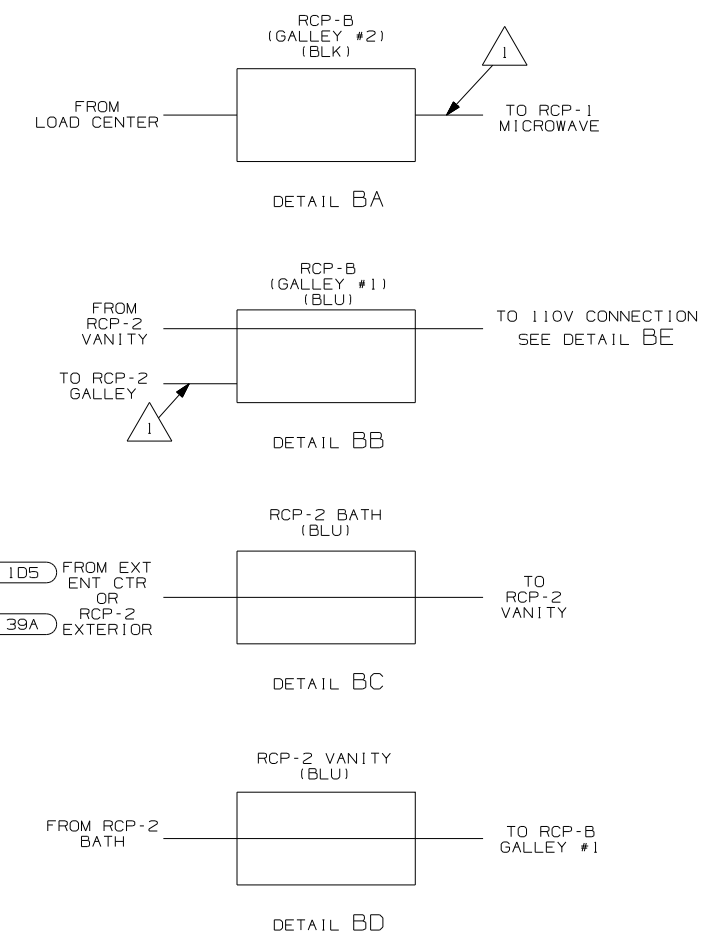 RCP-B
(GALLEY #2)
(BLK)
1
FROM
LOAD CENTER
TO RCP-1
MICROWAVE
DETAIL BA
RCP-B
(GALLEY #1)
(BLU)
FROM
RCP-2
VANITY
TO 110V CONNECTION
SEE DETAIL BE
TO RCP-2
GALLEY
1
DETAIL BB
RCP-2 BATH
(BLU)
1D5
39A
FROM EXT
ENT CTR
OR
RCP-2
EXTERIOR
TO
RCP-2
VANITY
DETAIL BC
RCP-2 VANITY
(BLU)
FROM RCP-2
BATH
TO RCP-B
GALLEY #1
DETAIL BD